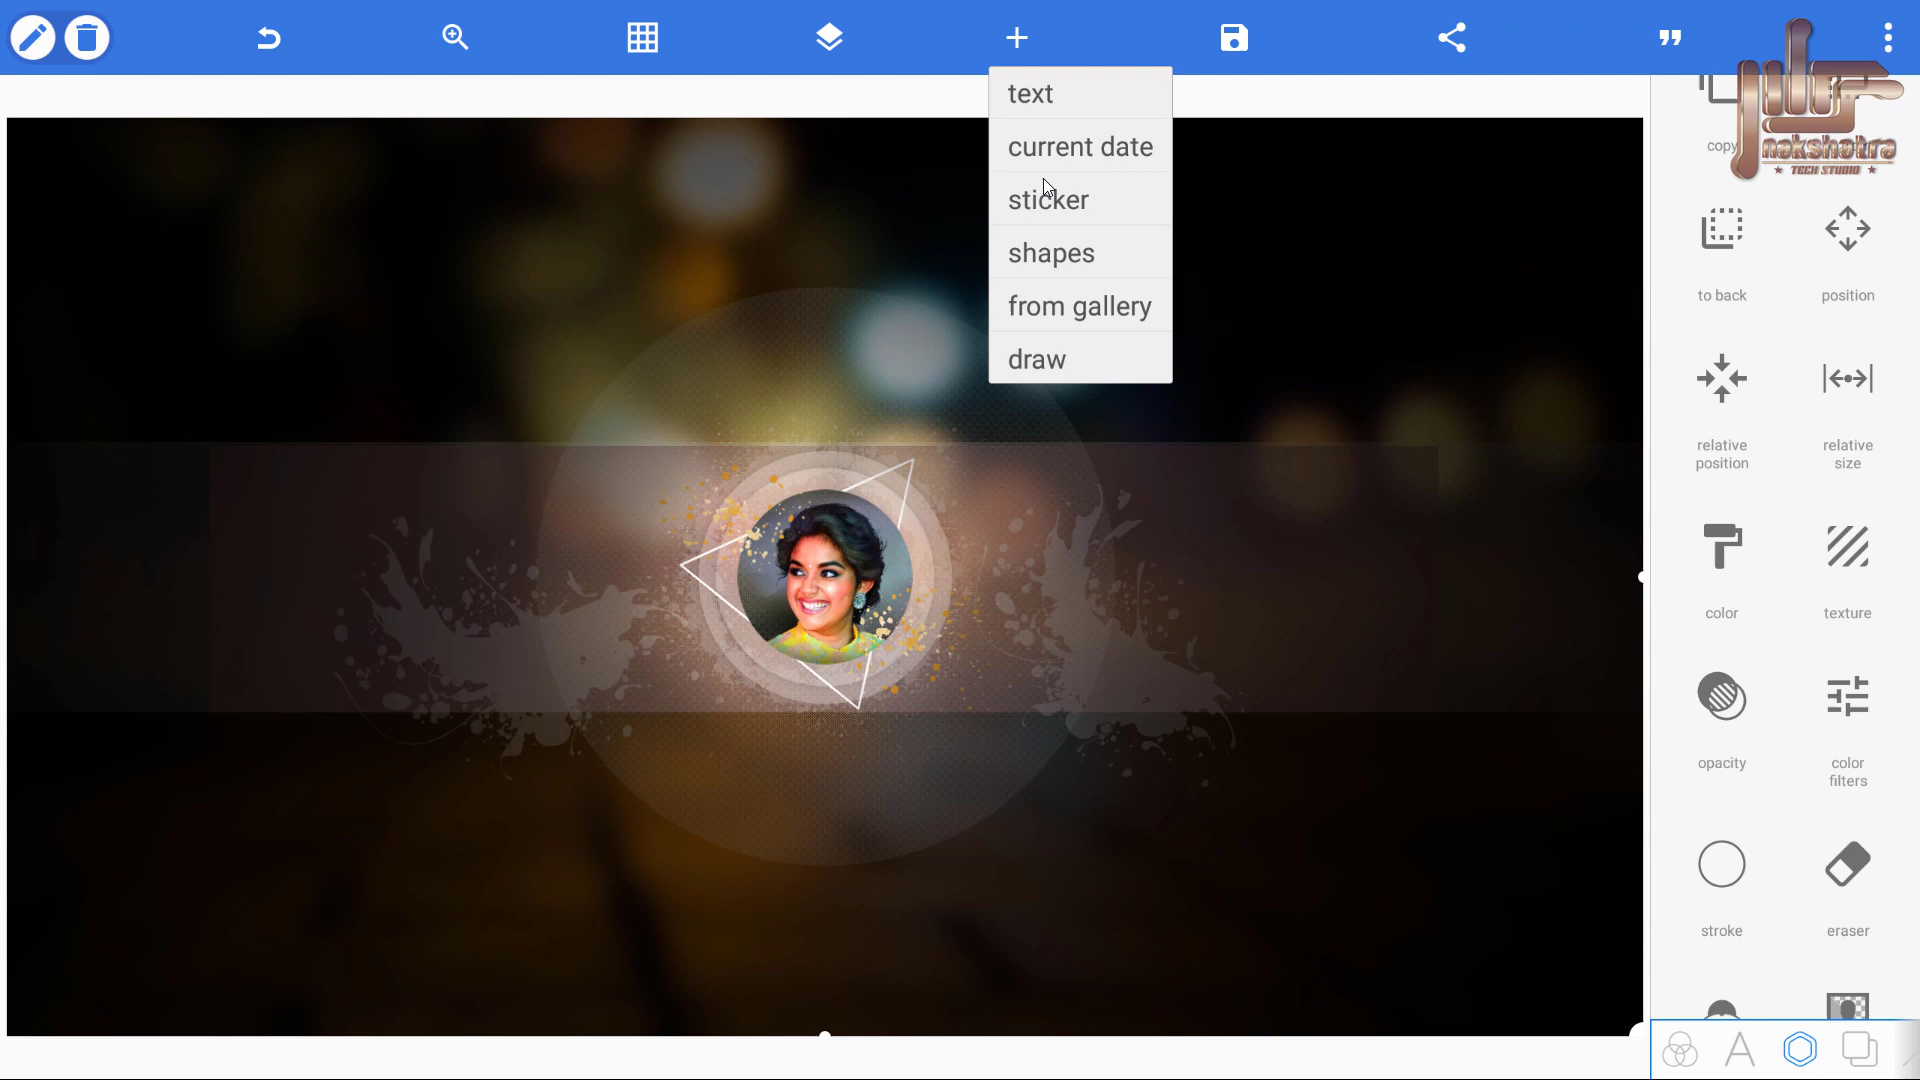 text
current date
sticker
shapes
from gallery
draw
copy
nakshatra
★ TECH STUDIO ★
to back
position
relative
position
relative
size
color
texture
opacity
color
filters
stroke
eraser